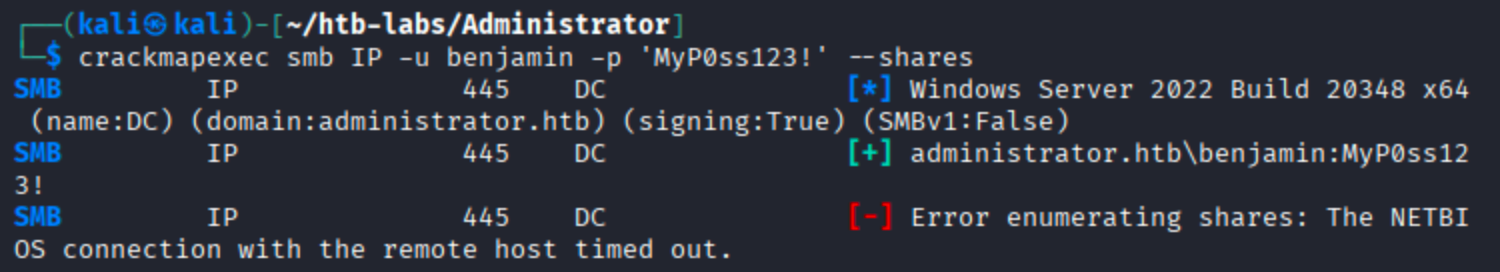 ┌──(kali㉿kali)-[~/htb-labs/Administrator]
└─$ crackmapexec smb IP -u benjamin -p 'MyP0ss123!' --shares
SMB         IP              445    DC               [*] Windows Server 2022 Build 20348 x64
 (name:DC) (domain:administrator.htb) (signing:True) (SMBv1:False)
SMB         IP              445    DC               [+] administrator.htb\benjamin:MyP0ss12
3!
SMB         IP              445    DC               [-] Error enumerating shares: The NETBI
OS connection with the remote host timed out.